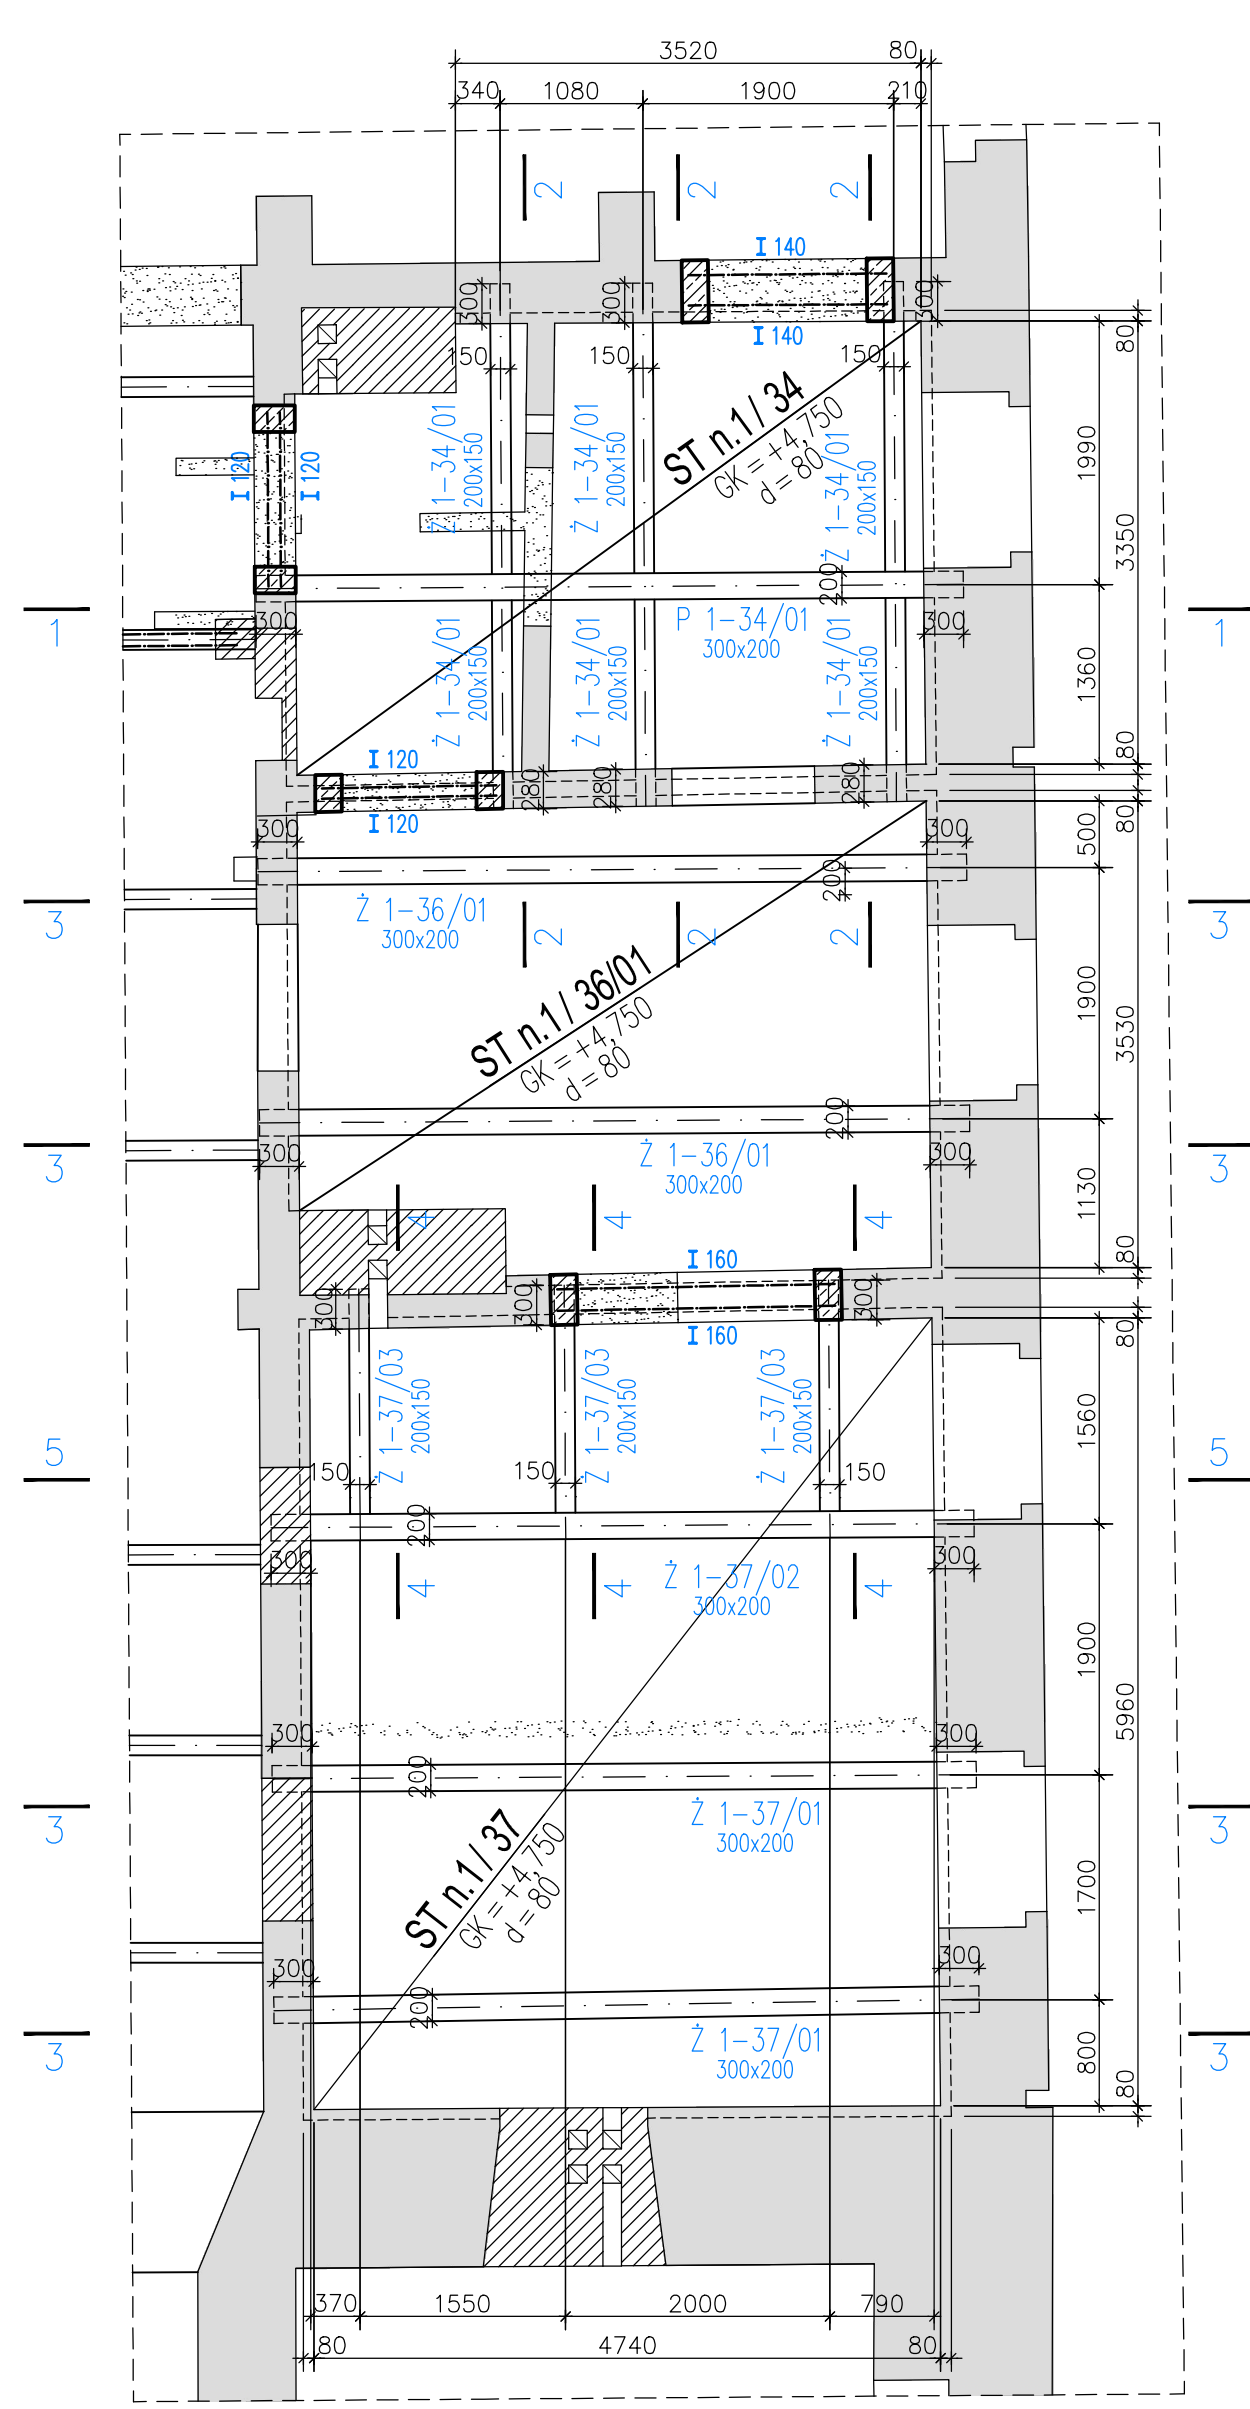 3520
80
340
1080
1900
210
2
2
2
I 140
300
300
300
I 140
80
150
150
150
ST n.1/ 34
GK = +4,750
d = 80
Ż 1-34/01
200x150
Ż 1-34/01
200x150
Ż 1-34/01
200x150
1990
I 120
I 120
3350
200
1
300
P 1-34/01
300x200
300
1
Ż 1-34/01
200x150
Ż 1-34/01
200x150
Ż 1-34/01
200x150
1360
80
I 120
280
280
280
I 120
80
300
300
500
200
3
Ż 1-36/01
300x200
2
2
2
3
ST n.1/ 36/01
GK = +4,750
d = 80
1900
3530
200
3
300
Ż 1-36/01
300x200
300
3
1130
4
4
4
80
I 160
300
300
300
I 160
80
Ż 1-37/03
200x150
Ż 1-37/03
200x150
Ż 1-37/03
200x150
1560
5
5
150
150
150
200
300
300
4
4
Ż 1-37/02
300x200
4
1900
5960
300
300
200
3
Ż 1-37/01
300x200
3
ST n.1/ 37
GK = +4,750
d = 80
1700
300
300
200
3
Ż 1-37/01
300x200
3
800
80
370
1550
2000
790
80
4740
80